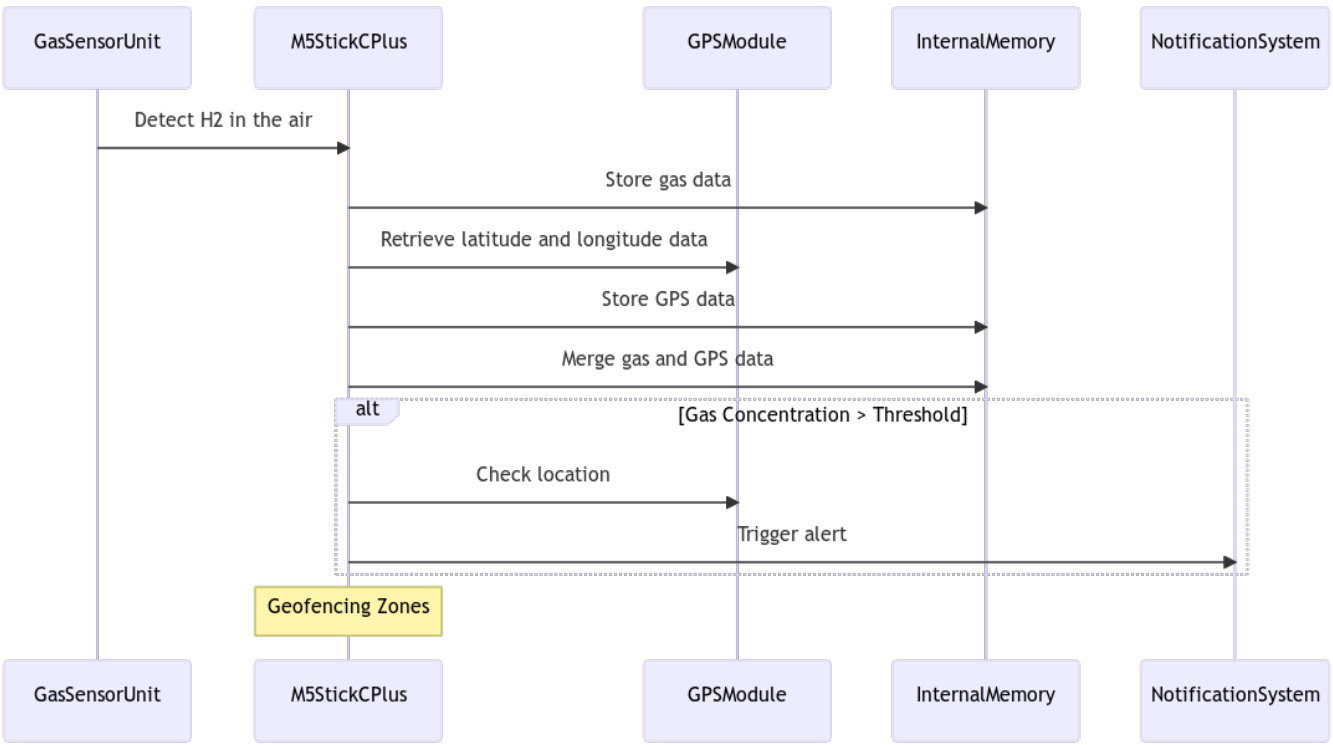 GasSensorUnit
M5StickCPlus
GPSModule
InternalMemory
NotificationSystem
Detect H2 in the air
Store gas data
Retrieve latitude and longitude data
Store GPS data
Merge gas and GPS data
alt
[Gas Concentration > Threshold]
Check location
Trigger alert
Geofencing Zones
GasSensorUnit
M5StickCPlus
GPSModule
InternalMemory
NotificationSystem